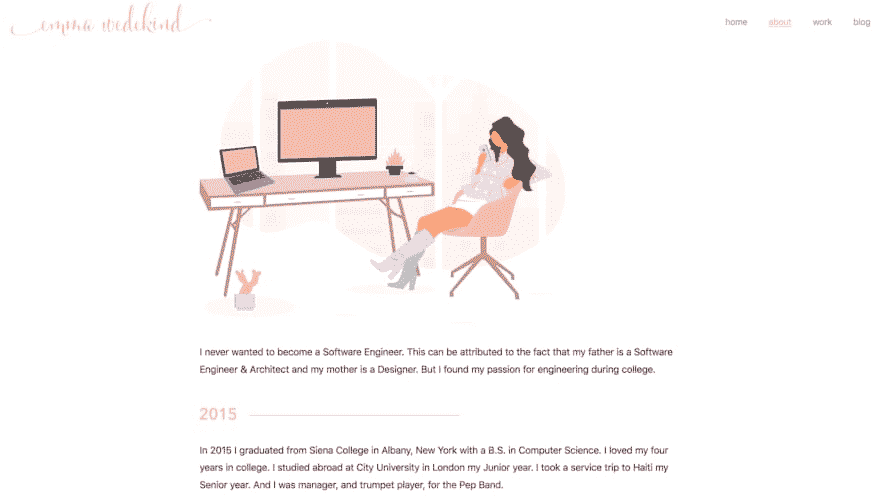 emma wedekind
home about work blog
I never wanted to become a Software Engineer. This can be attributed to the fact that my father is a Software
Engineer & Architect and my mother is a Designer. But I found my passion for engineering during college.
2015
In 2015 I graduated from Siena College in Albany, New York with a B.S. in Computer Science. I loved my four
years in college. I studied abroad at City University in London my Junior year. I took a service trip to Haiti my
Senior year. And I was manager, and trumpet player, for the Pep Band.